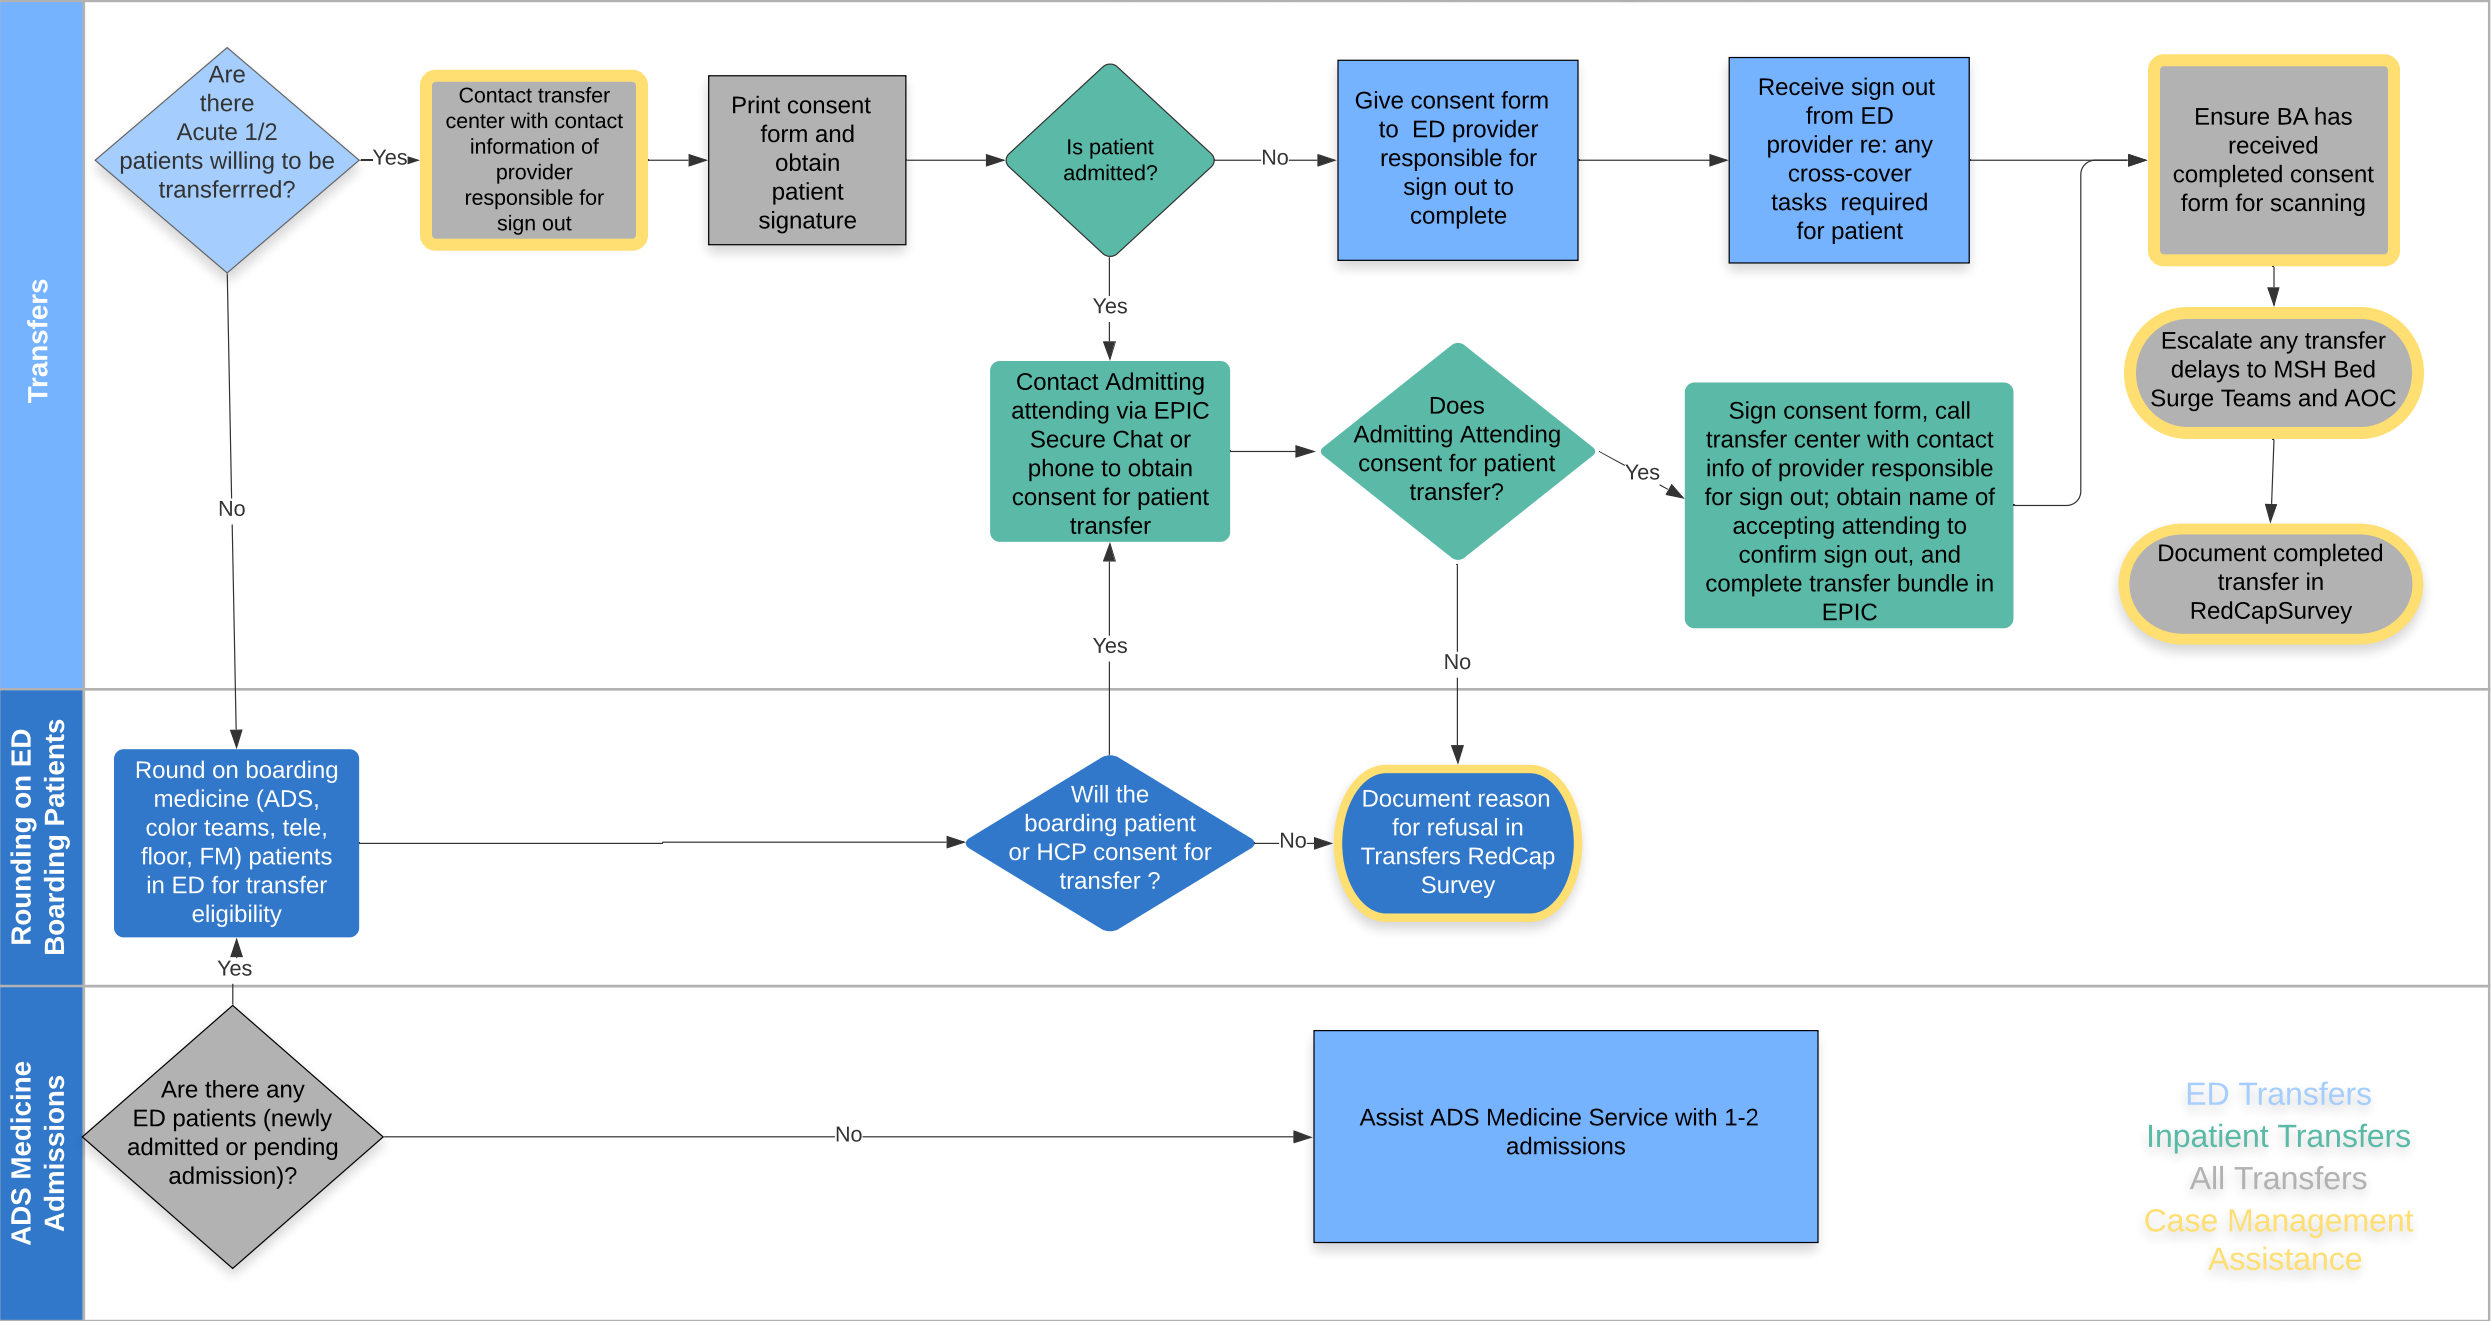 Transfers
Are
there
Acute 1/2
patients willing to be
transferrred?
Yes
Contact transfer
center with contact
information of
provider
responsible for
sign out
Print consent
form and
obtain
patient
signature
Is patient
admitted?
No
Give consent form
to ED provider
responsible for
sign out to
complete
Receive sign out
from ED
provider re: any
cross-cover
tasks required
for patient
Ensure BA has
received
completed consent
form for scanning
Yes
Escalate any transfer
delays to MSH Bed
Surge Teams and AOC
Contact Admitting
attending via EPIC
Secure Chat or
phone to obtain
consent for patient
transfer
Does
Admitting Attending
consent for patient
transfer?
Yes
Sign consent form, call
transfer center with contact
info of provider responsible
for sign out; obtain name of
accepting attending to
confirm sign out, and
complete transfer bundle in
EPIC
Document completed
transfer in
RedCapSurvey
No
Yes
No
Rounding on ED
Boarding Patients
Round on boarding
medicine (ADS,
color teams, tele,
floor, FM) patients
in ED for transfer
eligibility
Will the
boarding patient
or HCP consent for
transfer ?
No
Document reason
for refusal in
Transfers RedCap
Survey
Yes
ADS Medicine
Admissions
Are there any
ED patients (newly
admitted or pending
admission)?
No
Assist ADS Medicine Service with 1-2
admissions
ED Transfers
Inpatient Transfers
All Transfers
Case Management
Assistance